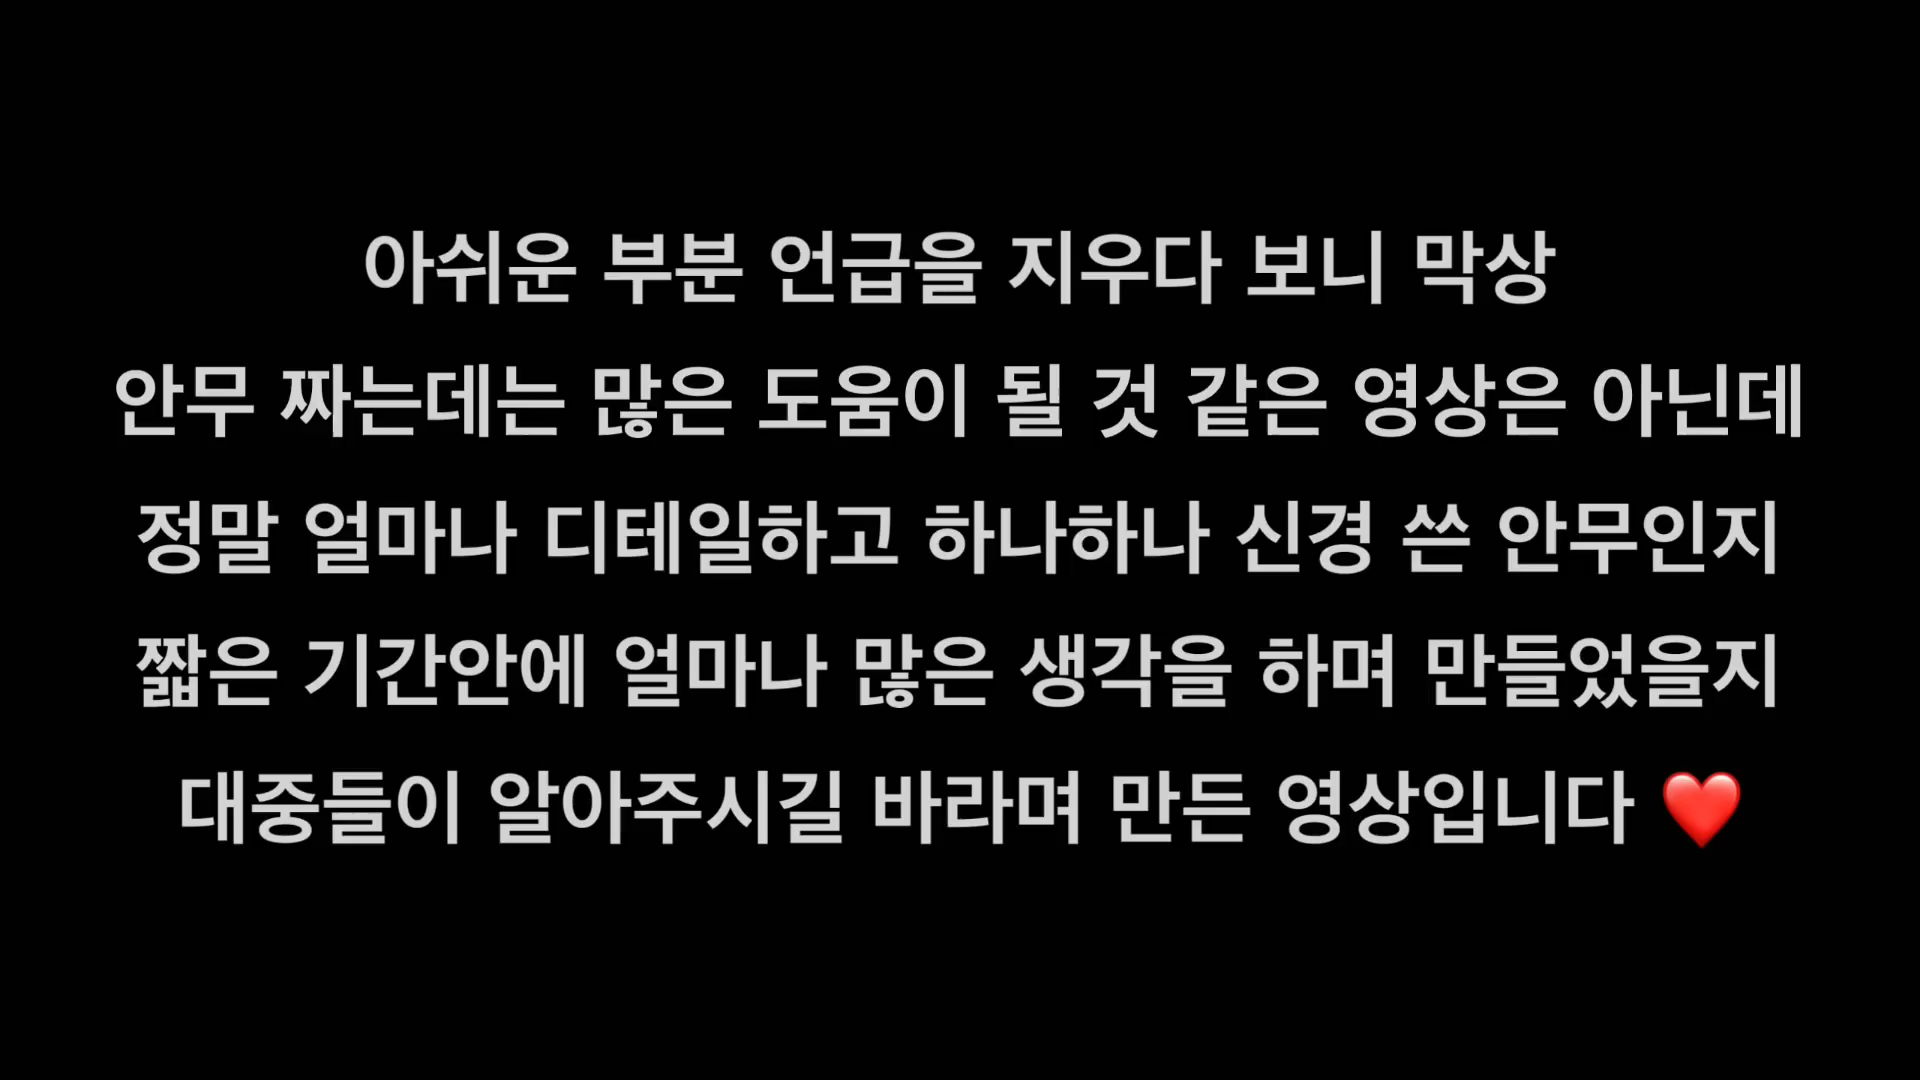 아쉬운 부분 언급을 지우다 보니 막상
안무 짜는데는 많은 도움이 될 것 같은 영상은 아닌데
정말 얼마나 디테일하고 하나하나 신경 쓴 안무인지
짧은 기간안에 얼마나 많은 생각을 하며 만들었을지
대중들이 알아주시길 바라며 만든 영상입니다 ❤️